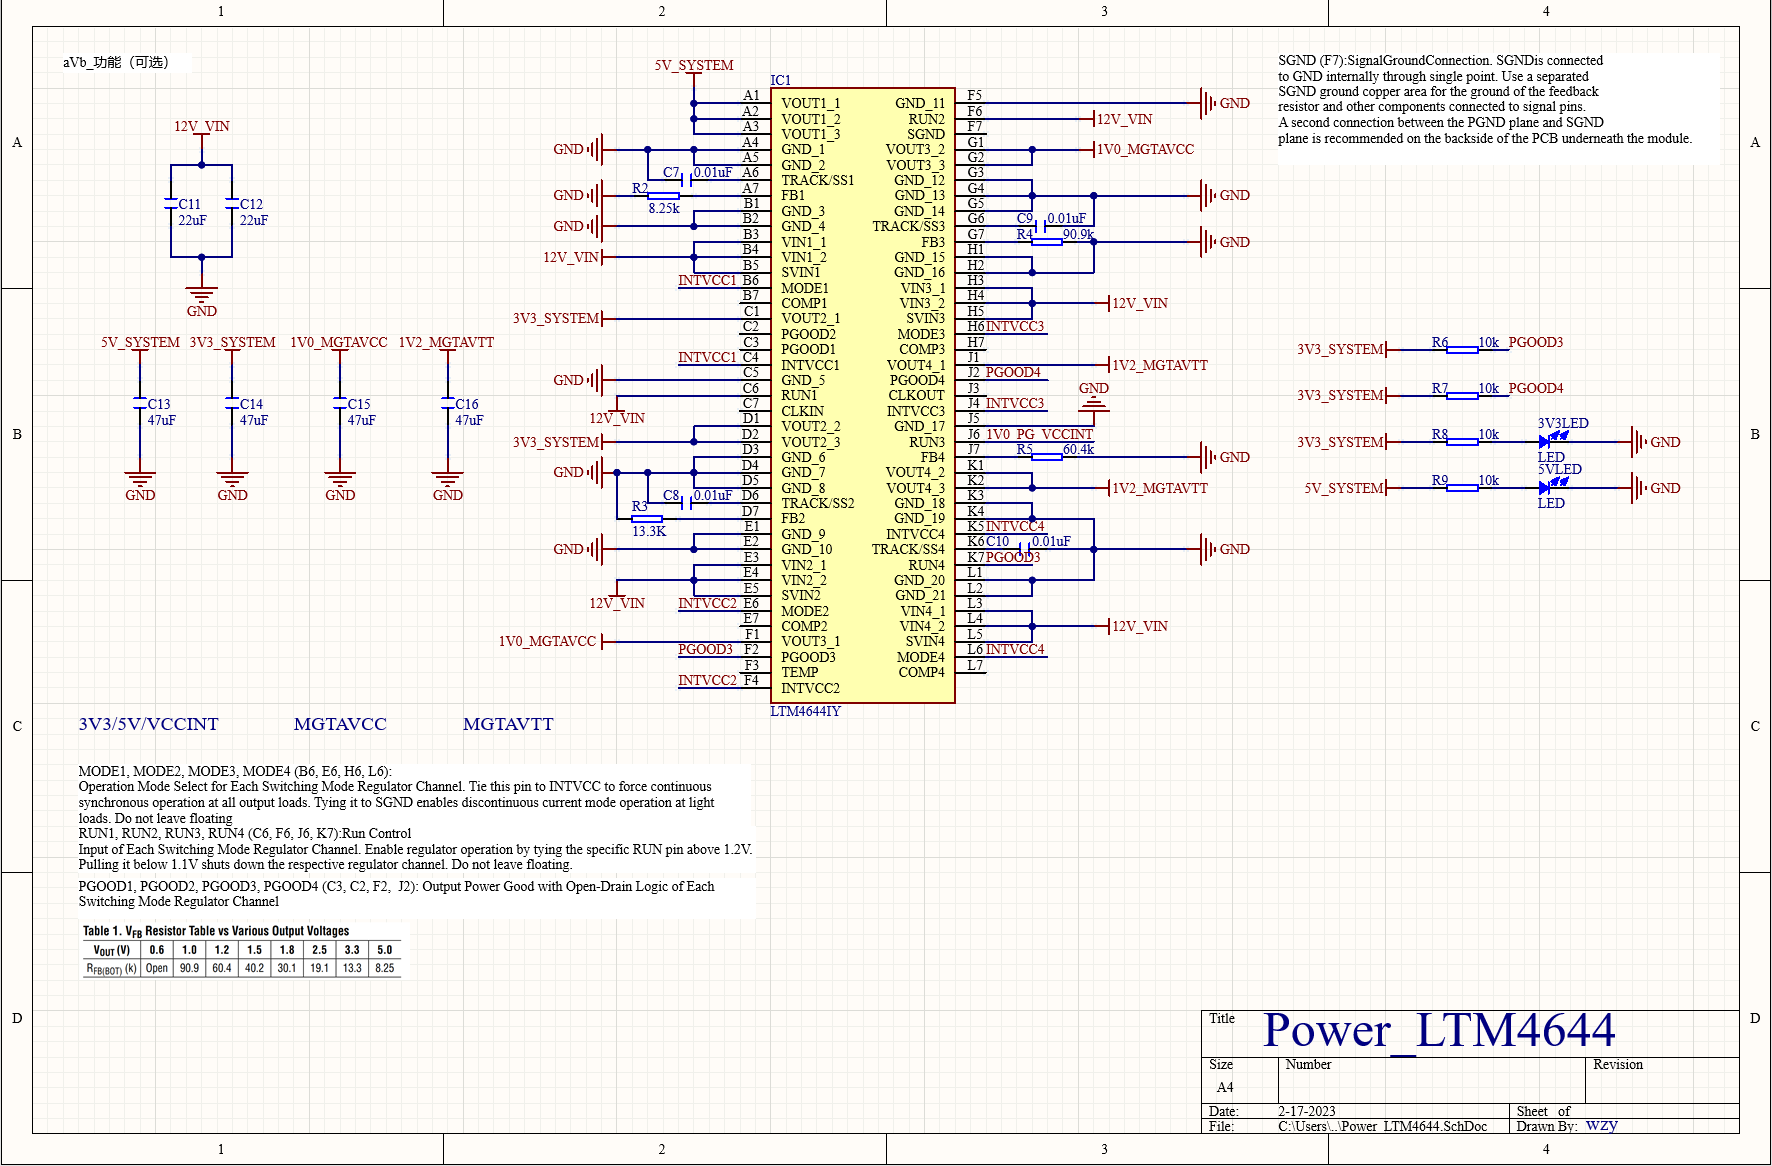 1 2 3 4
A
B
C
D
A
B
C
D
aVb_功能（可选）
SGND (F7):SignalGroundConnection. SGNDis connected
to GND internally through single point. Use a separated
SGND ground copper area for the ground of the feedback
resistor and other components connected to signal pins.
A second connection between the PGND plane and SGND
plane is recommended on the backside of the PCB underneath the module.
12V_VIN
C11
22uF
C12
22uF
GND
5V_SYSTEM 3V3_SYSTEM 1V0_MGTAVCC 1V2_MGTAVTT
C13
47uF
C14
47uF
C15
47uF
C16
47uF
GND GND GND GND
5V_SYSTEM
GND
C7 0.01uF
GND R2
8.25k
GND
12V_VIN
INTVCC1
3V3_SYSTEM
INTVCC1
GND
12V_VIN
3V3_SYSTEM
GND
C8 0.01uF
R3
13.3K
GND
12V_VIN
INTVCC2
1V0_MGTAVCC
PGOOD3
INTVCC2
IC1
A1 VOUT1_1
A2 VOUT1_2
A3 VOUT1_3
A4 GND_1
A5 GND_2
A6 TRACK/SS1
A7 FB1
B1 GND_3
B2 GND_4
B3 VIN1_1
B4 VIN1_2
B5 SVIN1
B6 MODE1
B7 COMP1
C1 VOUT2_1
C2 PGOOD2
C3 PGOOD1
C4 INTVCC1
C5 GND_5
C6 RUN1
C7 CLKIN
D1 VOUT2_2
D2 VOUT2_3
D3 GND_6
D4 GND_7
D5 GND_8
D6 TRACK/SS2
D7 FB2
E1 GND_9
E2 GND_10
E3 VIN2_1
E4 VIN2_2
E5 SVIN2
E6 MODE2
E7 COMP2
F1 VOUT3_1
F2 PGOOD3
F3 TEMP
F4 INTVCC2
GND_11 F5
RUN2 F6
SGND F7
VOUT3_2 G1
VOUT3_3 G2
GND_12 G3
GND_13 G4
GND_14 G5
TRACK/SS3 G6
FB3 G7
GND_15 H1
GND_16 H2
VIN3_1 H3
VIN3_2 H4
SVIN3 H5
MODE3 H6
COMP3 H7
VOUT4_1 J1
PGOOD4 J2
CLKOUT J3
INTVCC3 J4
GND_17 J5
RUN3 J6
FB4 J7
VOUT4_2 K1
VOUT4_3 K2
GND_18 K3
GND_19 K4
INTVCC4 K5
TRACK/SS4 K6
RUN4 K7
GND_20 L1
GND_21 L2
VIN4_1 L3
VIN4_2 L4
SVIN4 L5
MODE4 L6
COMP4 L7
LTM4644IY
GND
12V_VIN
1V0_MGTAVCC
GND
C9 0.01uF
R4 90.9k
GND
12V_VIN
INTVCC3
1V2_MGTAVTT
PGOOD4
GND
INTVCC3
1V0_PG_VCCINT
R5 60.4k
GND
1V2_MGTAVTT
INTVCC4
C10 0.01uF
GND
PGOOD3
12V_VIN
INTVCC4
3V3_SYSTEM R6 10k PGOOD3
3V3_SYSTEM R7 10k PGOOD4
3V3LED
3V3_SYSTEM R8 10k GND
LED
5VLED
5V_SYSTEM R9 10k GND
LED
3V3/5V/VCCINT MGTAVCC MGTAVTT
MODE1, MODE2, MODE3, MODE4 (B6, E6, H6, L6):
Operation Mode Select for Each Switching Mode Regulator Channel. Tie this pin to INTVCC to force continuous
synchronous operation at all output loads. Tying it to SGND enables discontinuous current mode operation at light
loads. Do not leave floating
RUN1, RUN2, RUN3, RUN4 (C6, F6, J6, K7):Run Control
Input of Each Switching Mode Regulator Channel. Enable regulator operation by tying the specific RUN pin above 1.2V.
Pulling it below 1.1V shuts down the respective regulator channel. Do not leave floating.
PGOOD1, PGOOD2, PGOOD3, PGOOD4 (C3, C2, F2, J2): Output Power Good with Open-Drain Logic of Each
Switching Mode Regulator Channel
Table 1. VFB Resistor Table vs Various Output Voltages
VOUT (V) 0.6 1.0 1.2 1.5 1.8 2.5 3.3 5.0
RFB(BOT) (k) Open 90.9 60.4 40.2 30.1 19.1 13.3 8.25
Title Power_LTM4644
Size Number Revision
A4
Date: 2-17-2023 Sheet of
File: C:\Users\..\Power_LTM4644.SchDoc Drawn By: wzy
1 2 3 4